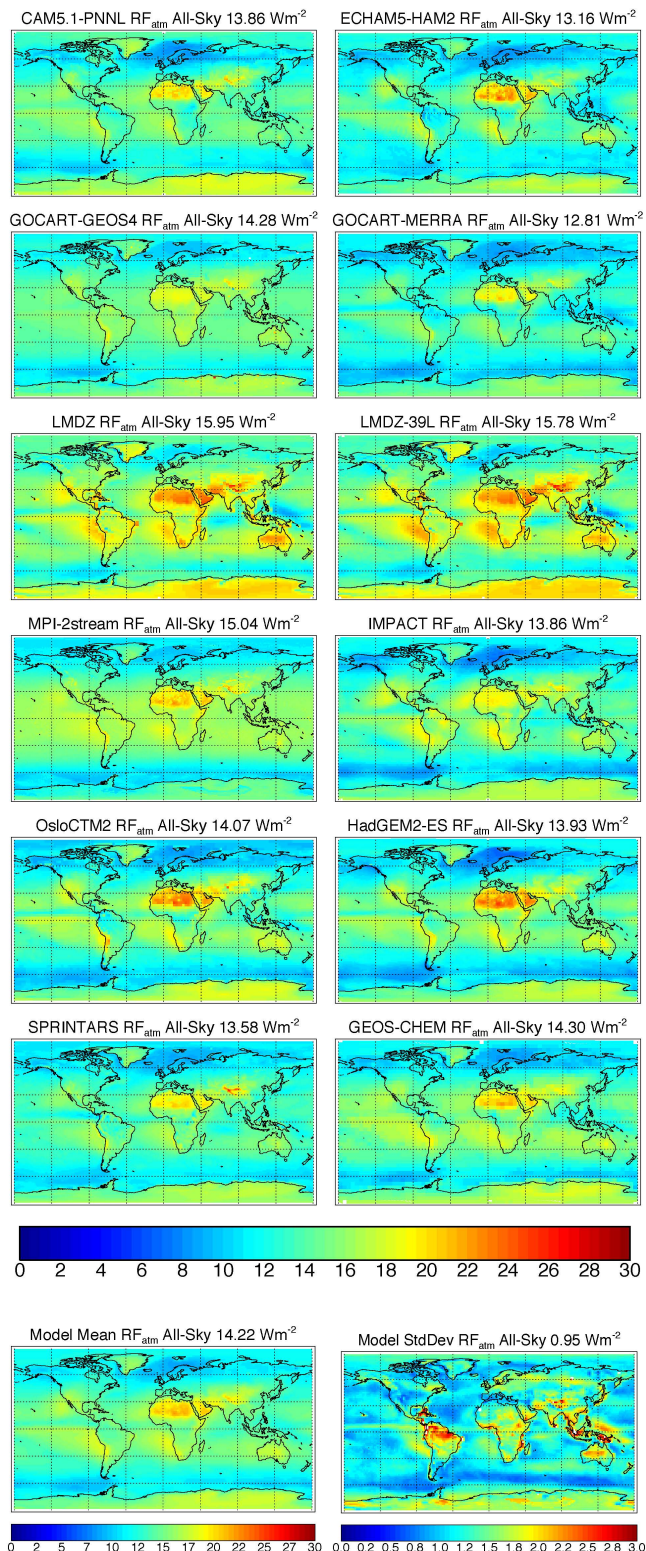 CAM5.1-PNNL RFatm All-Sky 13.86 Wm-2
ECHAM5-HAM2 RFatm All-Sky 13.16 Wm-2
GOCART-GEOS4 RFatm All-Sky 14.28 Wm-2
GOCART-MERRA RFatm All-Sky 12.81 Wm-2
LMDZ RFatm All-Sky 15.95 Wm-2
LMDZ-39L RFatm All-Sky 15.78 Wm-2
MPI-2stream RFatm All-Sky 15.04 Wm-2
IMPACT RFatm All-Sky 13.86 Wm-2
OsloCTM2 RFatm All-Sky 14.07 Wm-2
HadGEM2-ES RFatm All-Sky 13.93 Wm-2
SPRINTARS RFatm All-Sky 13.58 Wm-2
GEOS-CHEM RFatm All-Sky 14.30 Wm-2
0 2 4 6 8 10 12 14 16 18 20 22 24 26 28 30
Model Mean RFatm All-Sky 14.22 Wm-2
Model StdDev RFatm All-Sky 0.95 Wm-2
0 2 5 7 10 12 15 17 20 22 25 27 30
0.0 0.2 0.5 0.8 1.0 1.2 1.5 1.8 2.0 2.2 2.5 2.8 3.0